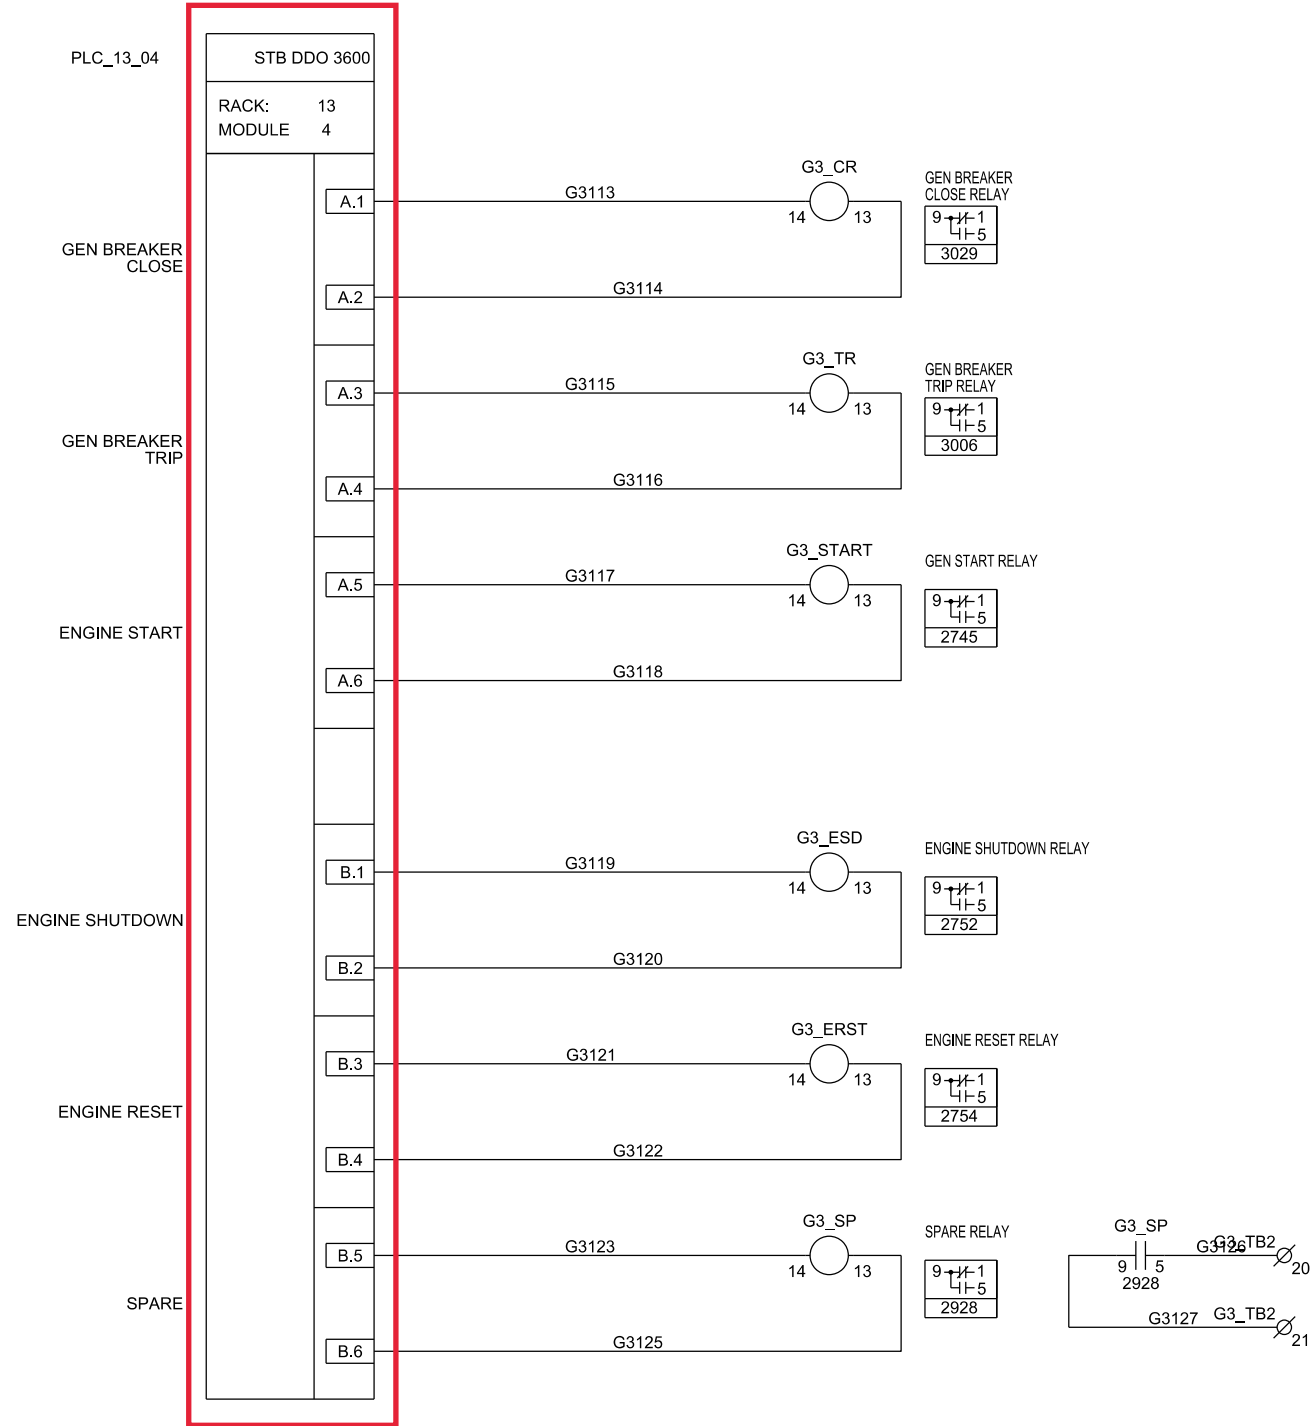 PLC_13_04
STB DDO 3600
RACK: 13
MODULE 4
G3_CR
GEN BREAKER
CLOSE RELAY
A.1
G3113
14
13
9 1
5
3029
GEN BREAKER
CLOSE
A.2
G3114
G3_TR
GEN BREAKER
TRIP RELAY
A.3
G3115
14
13
9 1
5
3006
GEN BREAKER
TRIP
A.4
G3116
G3_START
GEN START RELAY
A.5
G3117
14
13
9 1
5
2745
ENGINE START
A.6
G3118
G3_ESD
ENGINE SHUTDOWN RELAY
B.1
G3119
14
13
9 1
5
2752
ENGINE SHUTDOWN
B.2
G3120
G3_ERST
ENGINE RESET RELAY
B.3
G3121
14
13
9 1
5
2754
ENGINE RESET
B.4
G3122
G3_SP
SPARE RELAY
B.5
G3123
14
13
9 1
5
2928
G3_SP
G3126
G3_TB2
9 5
20
2928
SPARE
G3127
G3_TB2
21
B.6
G3125